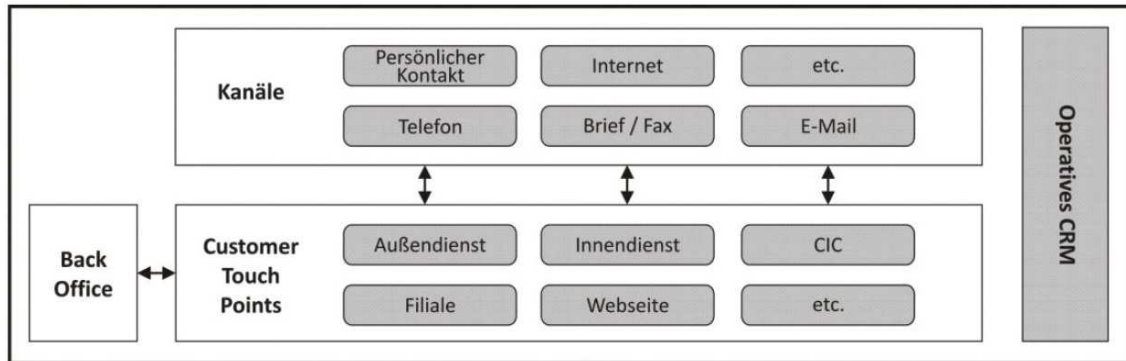 Kanäle
Persönlicher
Kontakt
Internet
etc.
Telefon
Brief / Fax
E-Mail
Operatives CRM
Back
Office
Customer
Touch
Points
Außendienst
Innendienst
CIC
Filiale
Webseite
etc.